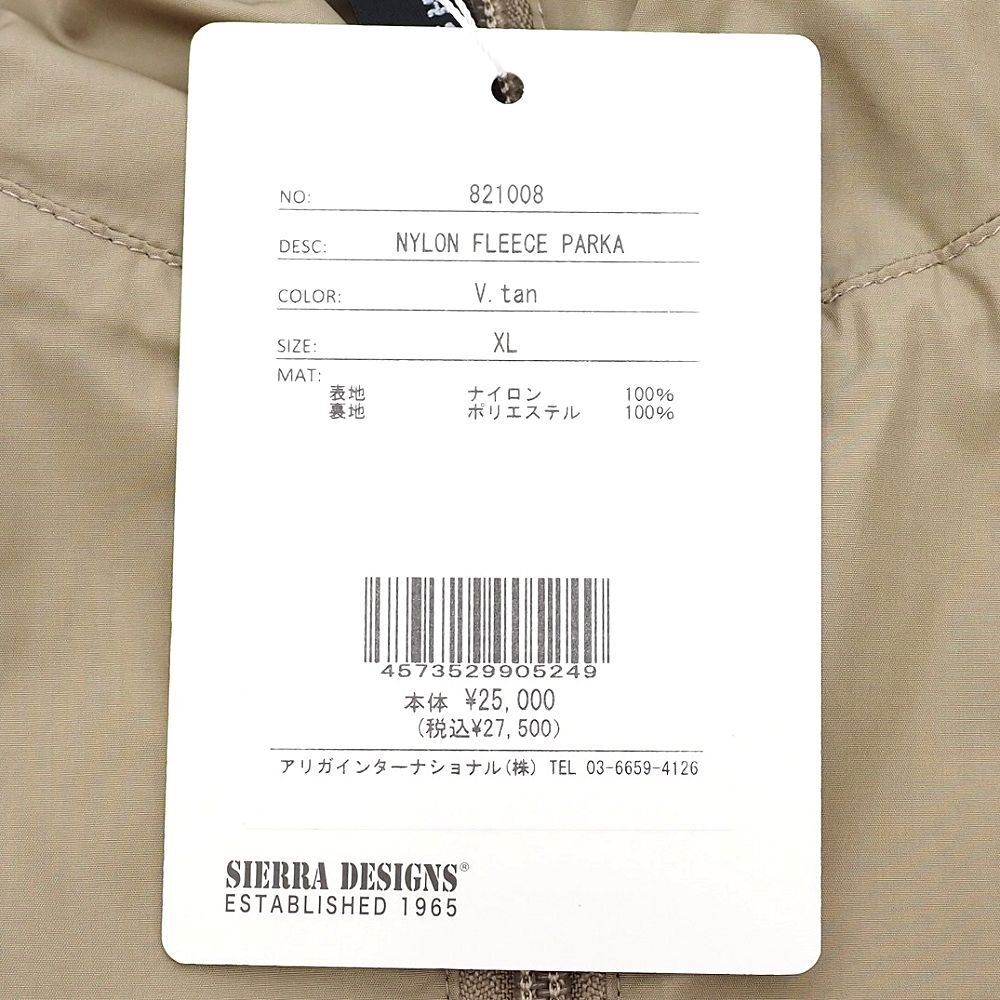 NO: 821008
DESC: NYLON FLEECE PARKA
COLOR: V.tan
SIZE: XL
MAT:
表地 ナイロン 100%
裏地 ポリエステル 100%
4573529905249
本体 ¥25,000
(税込¥27,500)
アリガインターナショナル(株) TEL 03-6659-4126
SIERRA DESIGNS®
ESTABLISHED 1965